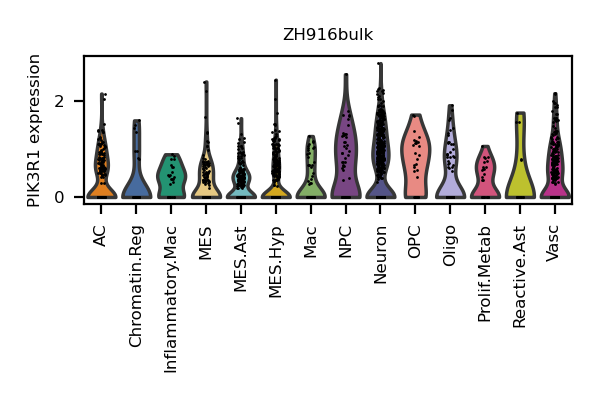 ZH916bulk
PIK3R1 expression
2
0
AC
Chromatin.Reg
Inflammatory.Mac
MES
MES.Ast
MES.Hyp
Mac
NPC
Neuron
OPC
Oligo
Prolif.Metab
Reactive.Ast
Vasc